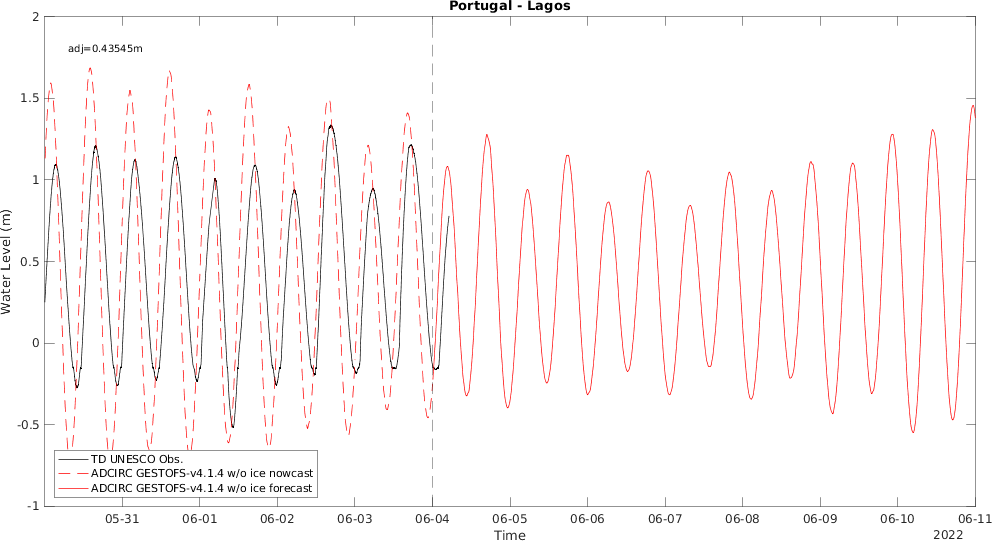 Portugal - Lagos
adj=0.43545m
2
1.5
1
0.5
0
-0.5
-1
Water Level (m)
TD UNESCO Obs.
ADCIRC GESTOFS-v4.1.4 w/o ice nowcast
ADCIRC GESTOFS-v4.1.4 w/o ice forecast
05-31 06-01 06-02 06-03 06-04 06-05 06-06 06-07 06-08 06-09 06-10 06-11
Time
2022